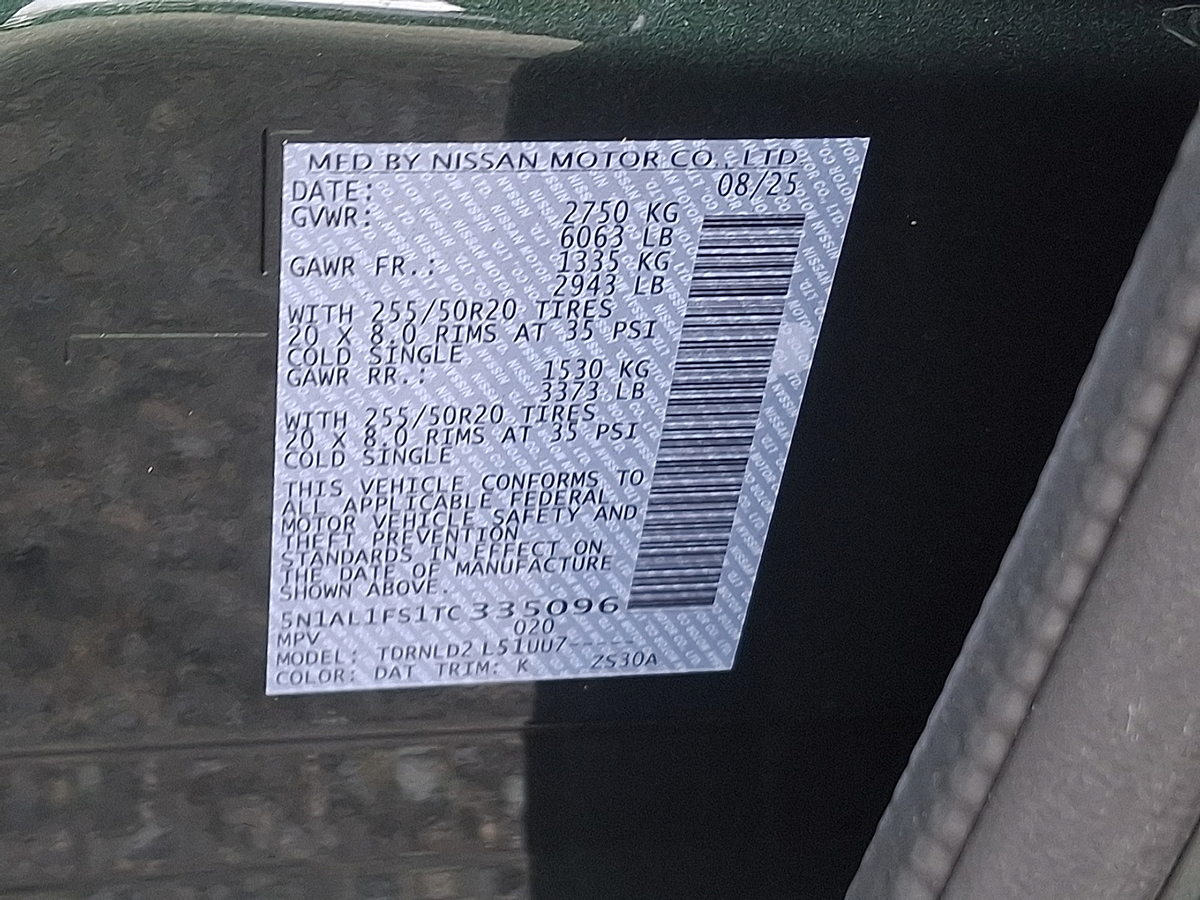 MFD BY NISSAN MOTOR CO., LTD.
DATE: 08/25
GVWR: 2750 KG
6063 LB
GAWR FR.: 1335 KG
2943 LB
WITH 255/50R20 TIRES
20 X 8.0 RIMS AT 35 PSI
COLD SINGLE
GAWR RR.: 1530 KG
3373 LB
WITH 255/50R20 TIRES
20 X 8.0 RIMS AT 35 PSI
COLD SINGLE
THIS VEHICLE CONFORMS TO
ALL APPLICABLE FEDERAL
MOTOR VEHICLE SAFETY AND
THEFT PREVENTION
STANDARDS IN EFFECT ON
THE DATE OF MANUFACTURE
SHOWN ABOVE.
5N1AL1FS1TC335096
MPV 020
MODEL: TDRNLD2 L51UU7-----
COLOR: DAT TRIM: K ZS30A